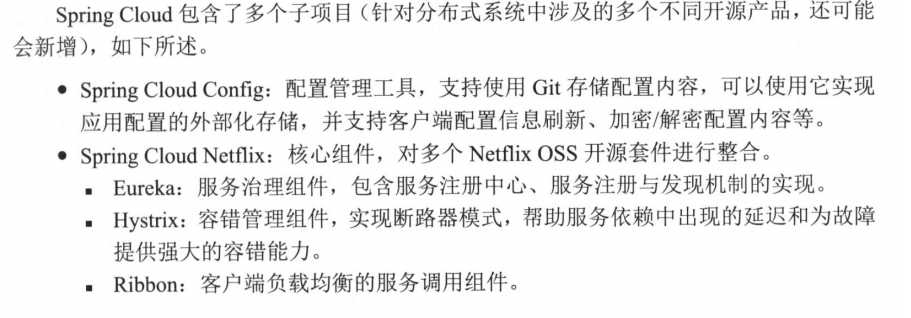 Spring Cloud 包含了多个子项目（针对分布式系统中涉及的多个不同开源产品，还可能
会新增），如下所述。
● Spring Cloud Config：配置管理工具，支持使用 Git 存储配置内容，可以使用它实现
应用配置的外部化存储，并支持客户端配置信息刷新、加密/解密配置内容等。
● Spring Cloud Netflix：核心组件，对多个 Netflix OSS 开源套件进行整合。
■ Eureka：服务治理组件，包含服务注册中心、服务注册与发现机制的实现。
■ Hystrix：容错管理组件，实现断路器模式，帮助服务依赖中出现的延迟和为故障
提供强大的容错能力。
■ Ribbon：客户端负载均衡的服务调用组件。